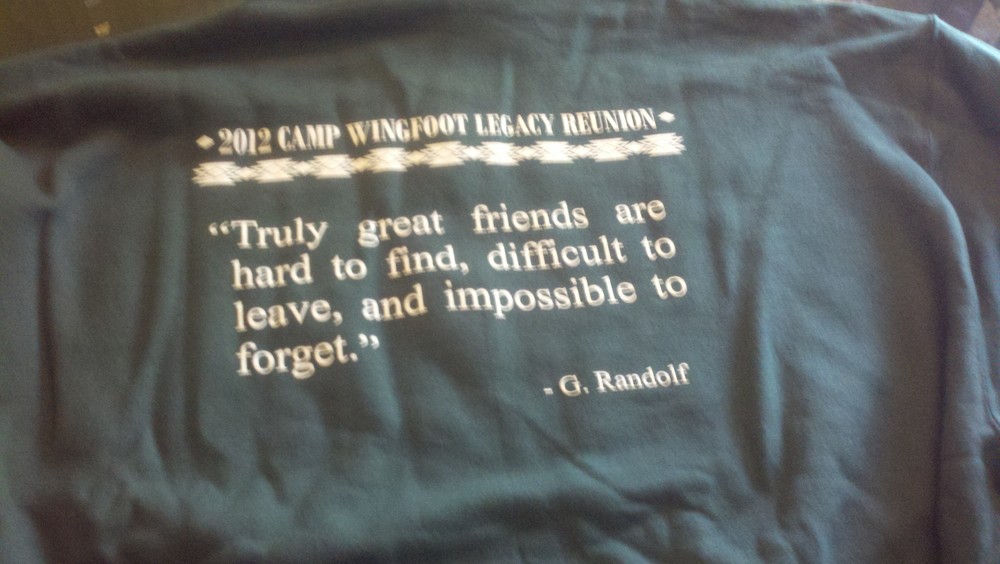 ◆ 2012 CAMP WINGFOOT LEGACY REUNION ◆
“Truly great friends are
hard to find, difficult to
leave, and impossible to
forget.”
- G. Randolf